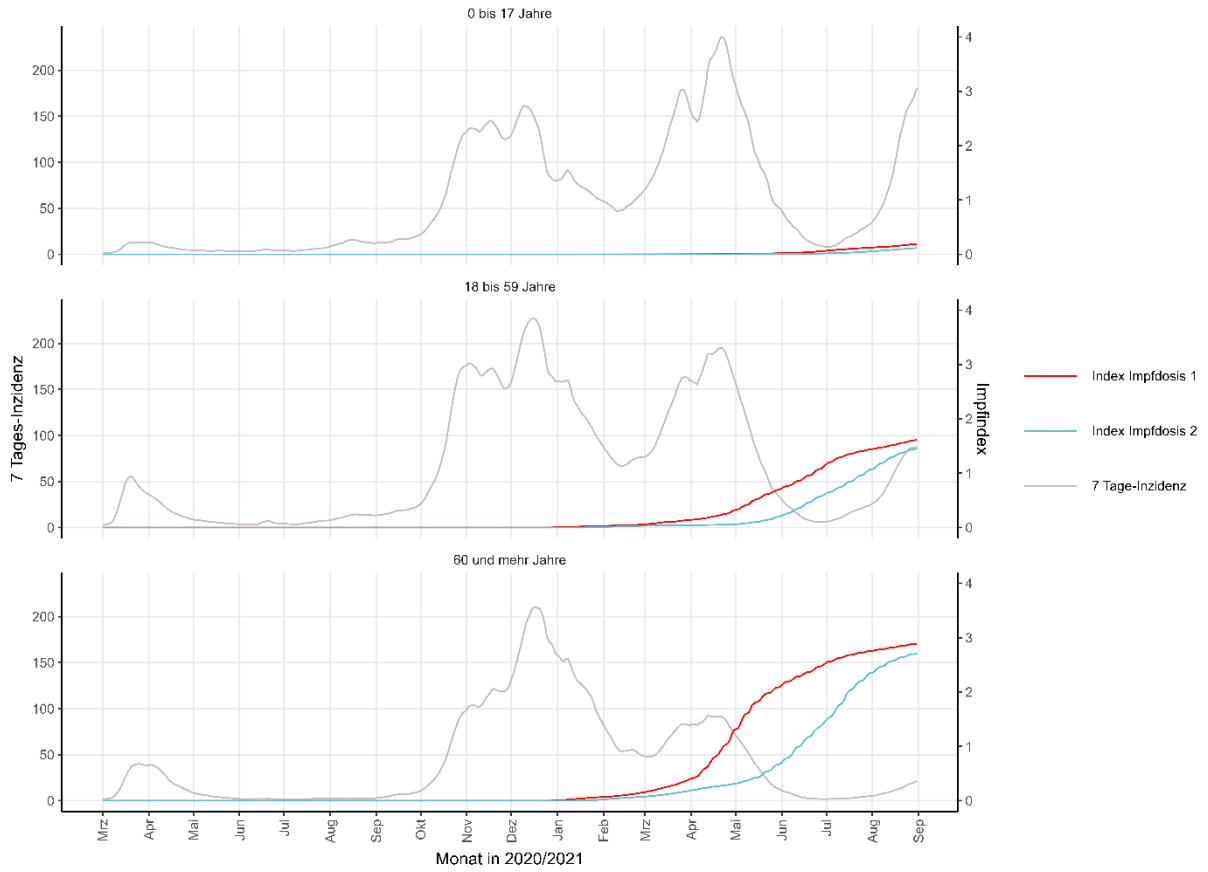 0 bis 17 Jahre
200
150
100
50
0
4
3
2
1
0
18 bis 59 Jahre
200
150
100
50
0
4
3
2
1
0
60 und mehr Jahre
200
150
100
50
0
4
3
2
1
0
7 Tages-Inzidenz
Impfindex
Index Impfdosis 1
Index Impfdosis 2
7 Tage-Inzidenz
Mrz
Apr
Mai
Jun
Jul
Aug
Sep
Okt
Nov
Dez
Jan
Feb
Mrz
Apr
Mai
Jun
Jul
Aug
Sep
Monat in 2020/2021